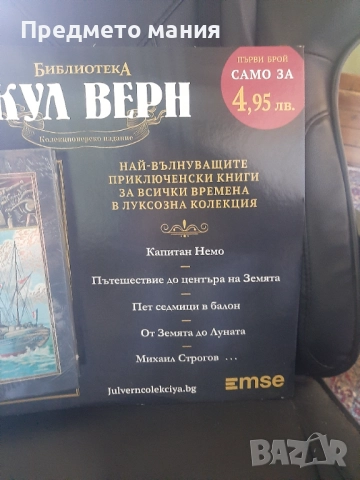 Предмето мания
БИБЛИОТЕКА
КУЛ ВЕРН
Колекционерско издание
ПЪРВИ БРОЙ
САМО ЗА
4,95 лв.
НАЙ-ВЪЛНУВАЩИТЕ
ПРИКЛЮЧЕНСКИ КНИГИ
ЗА ВСИЧКИ ВРЕМЕНА
В ЛУКСОЗНА КОЛЕКЦИЯ
Капитан Немо
Пътешествие до центъра на Земята
Пет седмици в балон
От Земята до Луната
Михаил Строгов ...
Julverncolekciya.bg
emse
BAZAR